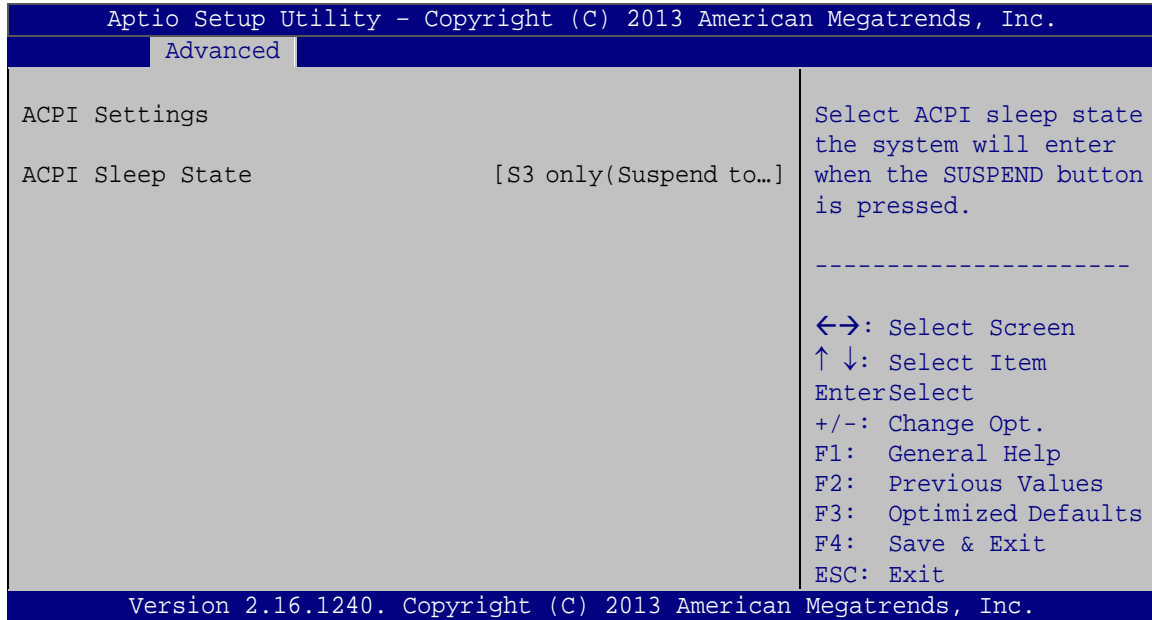 Aptio Setup Utility – Copyright (C) 2013 American Megatrends, Inc.
Advanced
ACPI Settings
ACPI Sleep State [S3 only(Suspend to…]
Select ACPI sleep state
the system will enter
when the SUSPEND button
is pressed.
----------------------
←→: Select Screen
↑ ↓: Select Item
EnterSelect
+/-: Change Opt.
F1: General Help
F2: Previous Values
F3: Optimized Defaults
F4: Save & Exit
ESC: Exit
Version 2.16.1240. Copyright (C) 2013 American Megatrends, Inc.